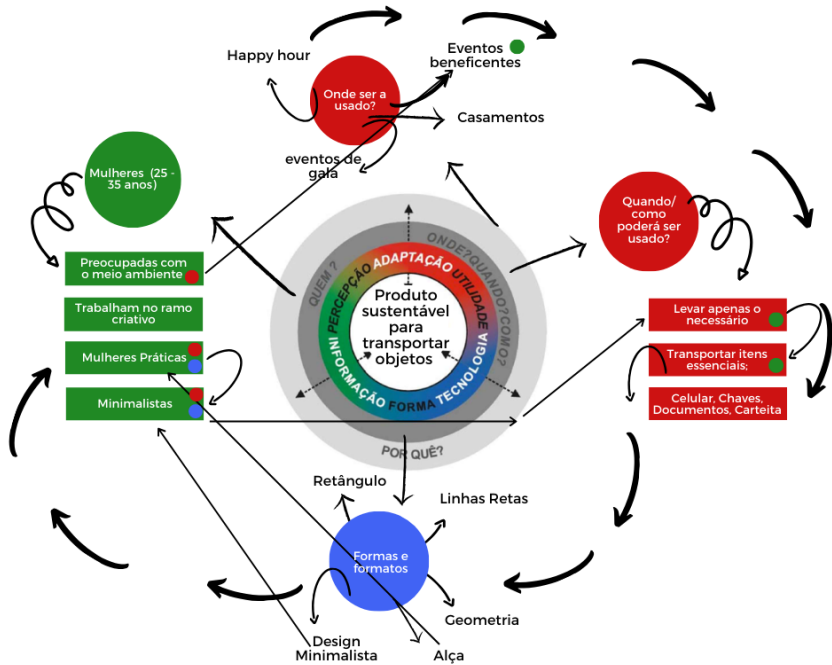 Happy hour
Onde ser a
usado?
Eventos
beneficentes
Casamentos
eventos de
gala
Mulheres (25 -
35 anos)
Preocupadas com
o meio ambiente
Trabalham no ramo
criativo
Mulheres Práticas
Minimalistas
QUEM ?
ONDE?QUANDO?COMO?
POR QUÊ?
PERCEPÇÃO ADAPTAÇÃO UTILIDADE
INFORMAÇÃO FORMA TECNOLOGIA
Produto
sustentável
para
transportar
objetos
Quando/
como
poderá ser
usado?
Levar apenas o
necessário
Transportar itens
essenciais;
Celular, Chaves,
Documentos, Carteita
Retângulo
Linhas Retas
Formas e
formatos
Geometria
Design
Minimalista
Alça